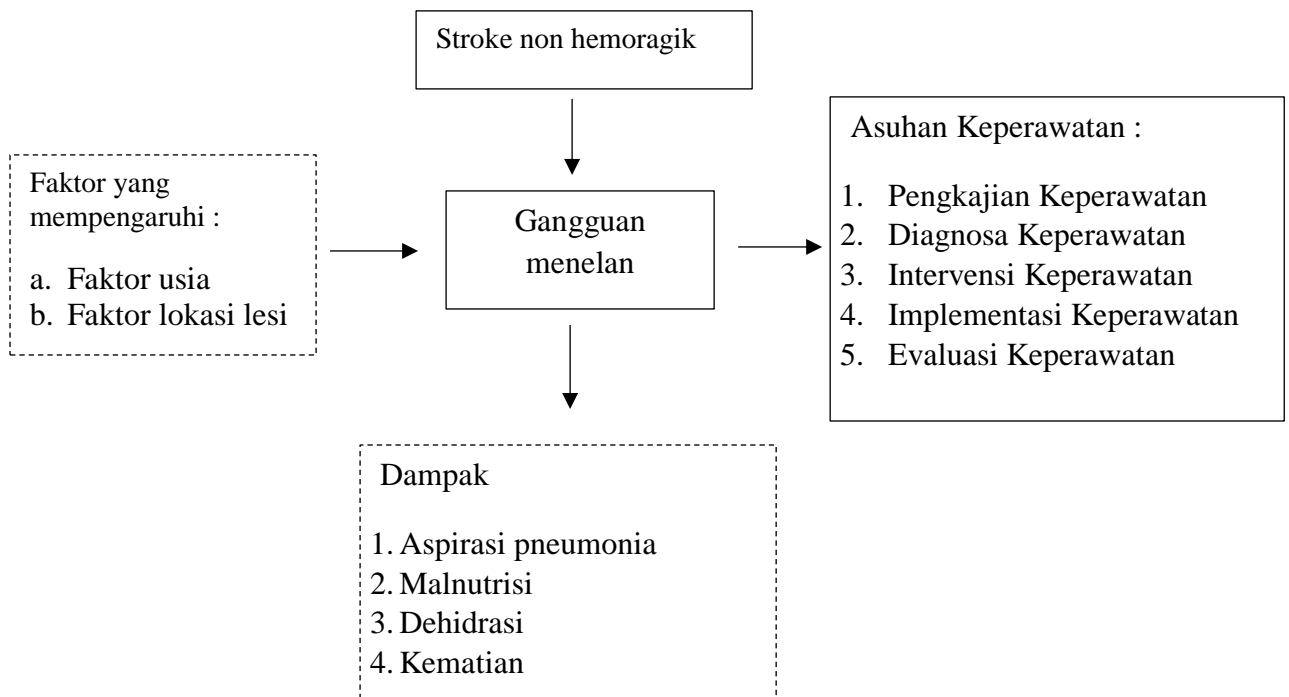 Stroke non hemoragik
Faktor yang
mempengaruhi :
a. Faktor usia
b. Faktor lokasi lesi
Gangguan
menelan
Asuhan Keperawatan :
1. Pengkajian Keperawatan
2. Diagnosa Keperawatan
3. Intervensi Keperawatan
4. Implementasi Keperawatan
5. Evaluasi Keperawatan
Dampak
1. Aspirasi pneumonia
2. Malnutrisi
3. Dehidrasi
4. Kematian